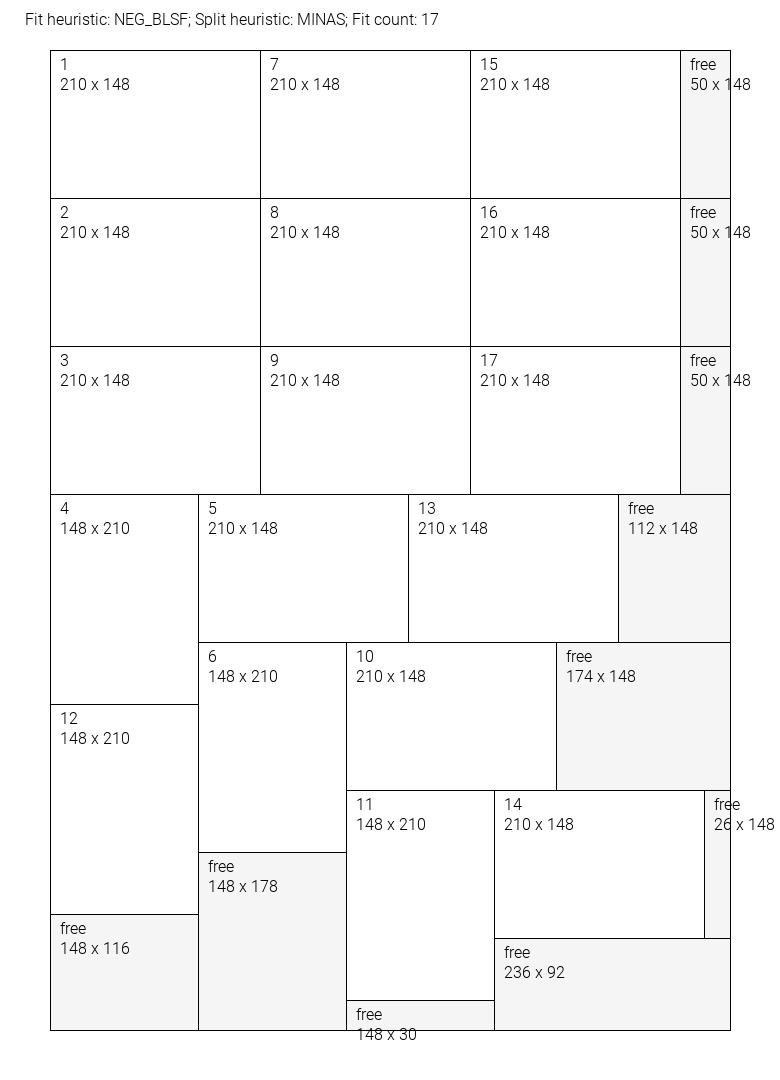 Fit heuristic: NEG_BLSF; Split heuristic: MINAS; Fit count: 17
1
210 x 148
7
210 x 148
15
210 x 148
free
50 x 148
2
210 x 148
8
210 x 148
16
210 x 148
free
50 x 148
3
210 x 148
9
210 x 148
17
210 x 148
free
50 x 148
4
148 x 210
5
210 x 148
13
210 x 148
free
112 x 148
6
148 x 210
10
210 x 148
free
174 x 148
12
148 x 210
11
148 x 210
14
210 x 148
free
26 x 148
free
148 x 178
free
148 x 116
free
236 x 92
free
148 x 30